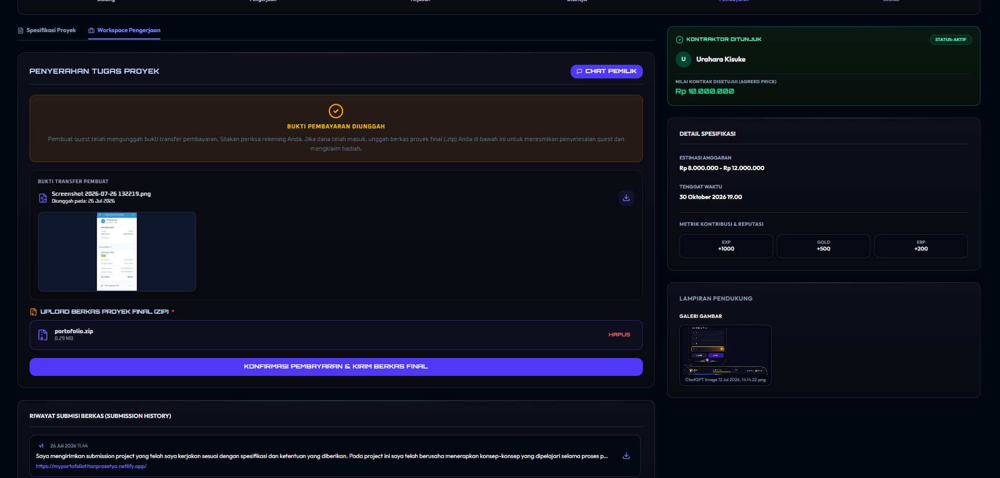 Pembayaran
Selesai
Spesifikasi Proyek
Workspace Pengerjaan
PENYERAHAN TUGAS PROYEK
CHAT PEMILIK
BUKTI PEMBAYARAN DIUNGGAH
Pembuat quest telah mengunggah bukti transfer pembayaran. Silakan periksa rekening Anda. Jika dana telah masuk, unggah berkas proyek final (.zip) Anda di bawah ini untuk meresmikan penyelesaian quest dan
mengklaim hadiah.
BUKTI TRANSFER PEMBUAT
Screenshot 2026-07-26 132219.png
Diunggah pada: 26 Jul 2026
UPLOAD BERKAS PROYEK FINAL (ZIP) *
portofolio.zip
0.29 MB
HAPUS
KONFIRMASI PEMBAYARAN & KIRIM BERKAS FINAL
RIWAYAT SUBMISI BERKAS (SUBMISSION HISTORY)
v1 26 Juli 2026 11.44
Saya mengirimkan submission project yang telah saya kerjakan sesuai dengan spesifikasi dan ketentuan yang diberikan. Pada project ini saya telah berusaha menerapkan konsep-konsep yang dipelajari selama proses p...
https://myportofoliotitanprasetyo.netlify.app/
KONTRAKTOR DITUNJUK
STATUS: AKTIF
U
Urahara Kisuke
NILAI KONTRAK DISETUJUI (AGREED PRICE)
Rp 10.000.000
DETAIL SPESIFIKASI
ESTIMASI ANGGARAN
Rp 8.000.000 - Rp 12.000.000
TENGGAT WAKTU
30 Oktober 2026 19.00
METRIK KONTRIBUSI & REPUTASI
EXP
+1000
GOLD
+500
ERP
+200
LAMPIRAN PENDUKUNG
GALERI GAMBAR
ChatGPT Image 12 Jul 2026, 14.14.22.png